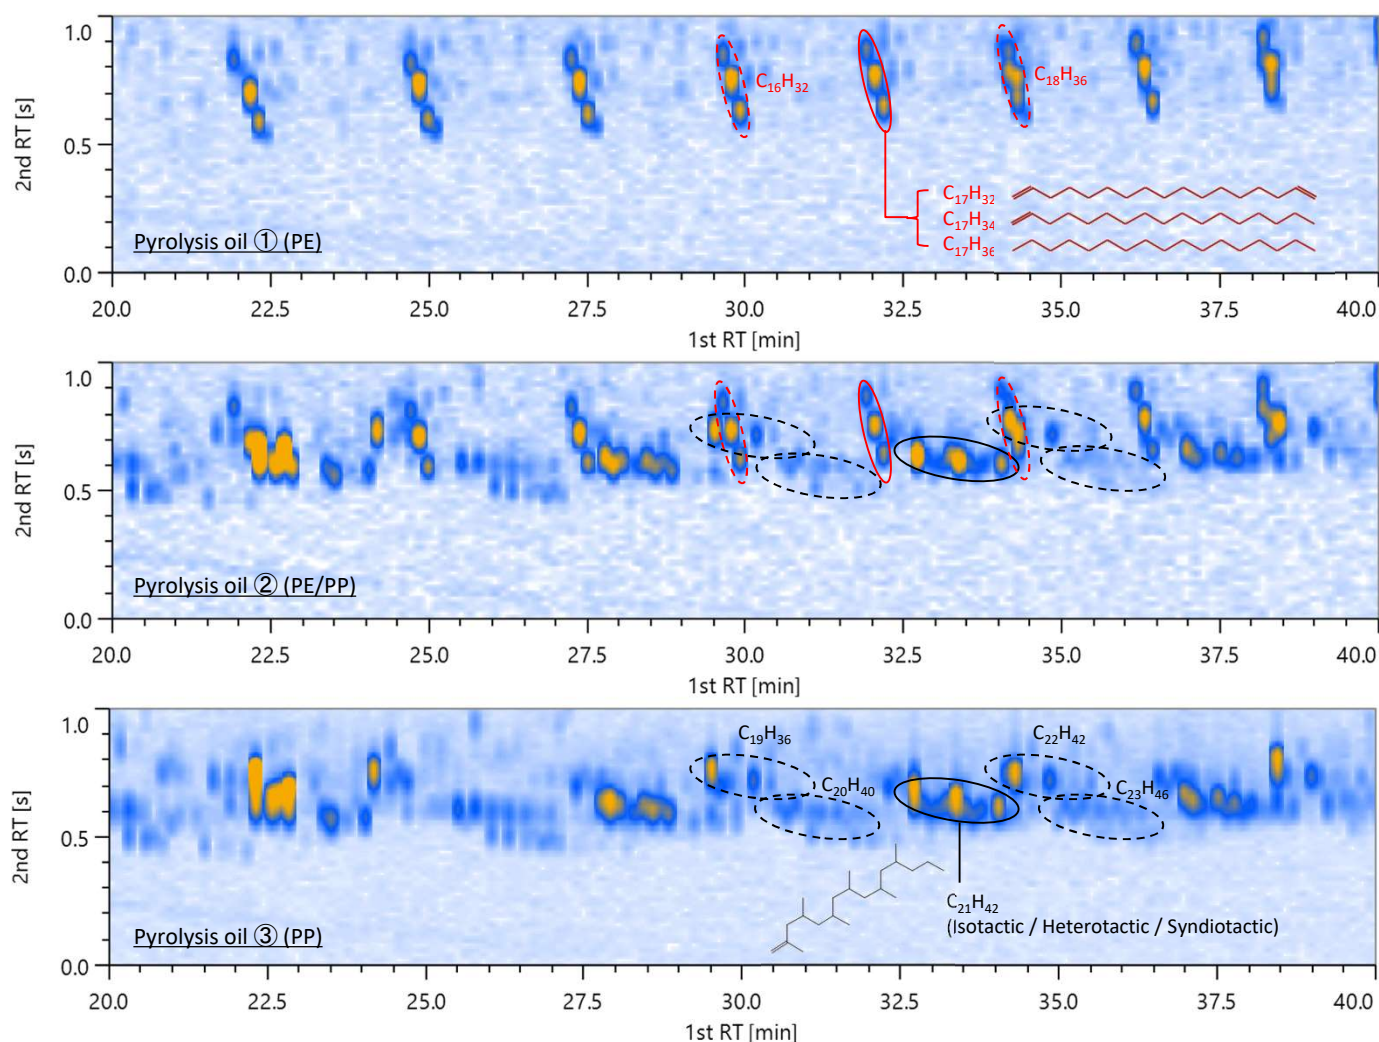 1.0
2nd RT [s]
0.5
0.0
C₁₆H₃₂
C₁₈H₃₆
C₁₇H₃₂
C₁₇H₃₄
C₁₇H₃₆
Pyrolysis oil ① (PE)
20.0 22.5 25.0 27.5 30.0 32.5 35.0 37.5 40.0
1st RT [min]
1.0
2nd RT [s]
0.5
0.0
Pyrolysis oil ② (PE/PP)
20.0 22.5 25.0 27.5 30.0 32.5 35.0 37.5 40.0
1st RT [min]
1.0
2nd RT [s]
0.5
0.0
C₁₉H₃₆
C₂₂H₄₂
C₂₀H₄₀
C₂₃H₄₆
C₂₁H₄₂
(Isotactic / Heterotactic / Syndiotactic)
Pyrolysis oil ③ (PP)
20.0 22.5 25.0 27.5 30.0 32.5 35.0 37.5 40.0
1st RT [min]